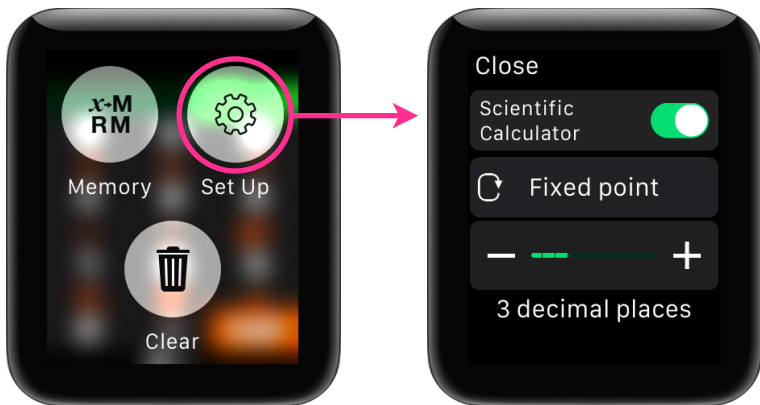 x→M
RM
Memory
Set Up
Clear
Close
Scientific
Calculator
Fixed point
3 decimal places